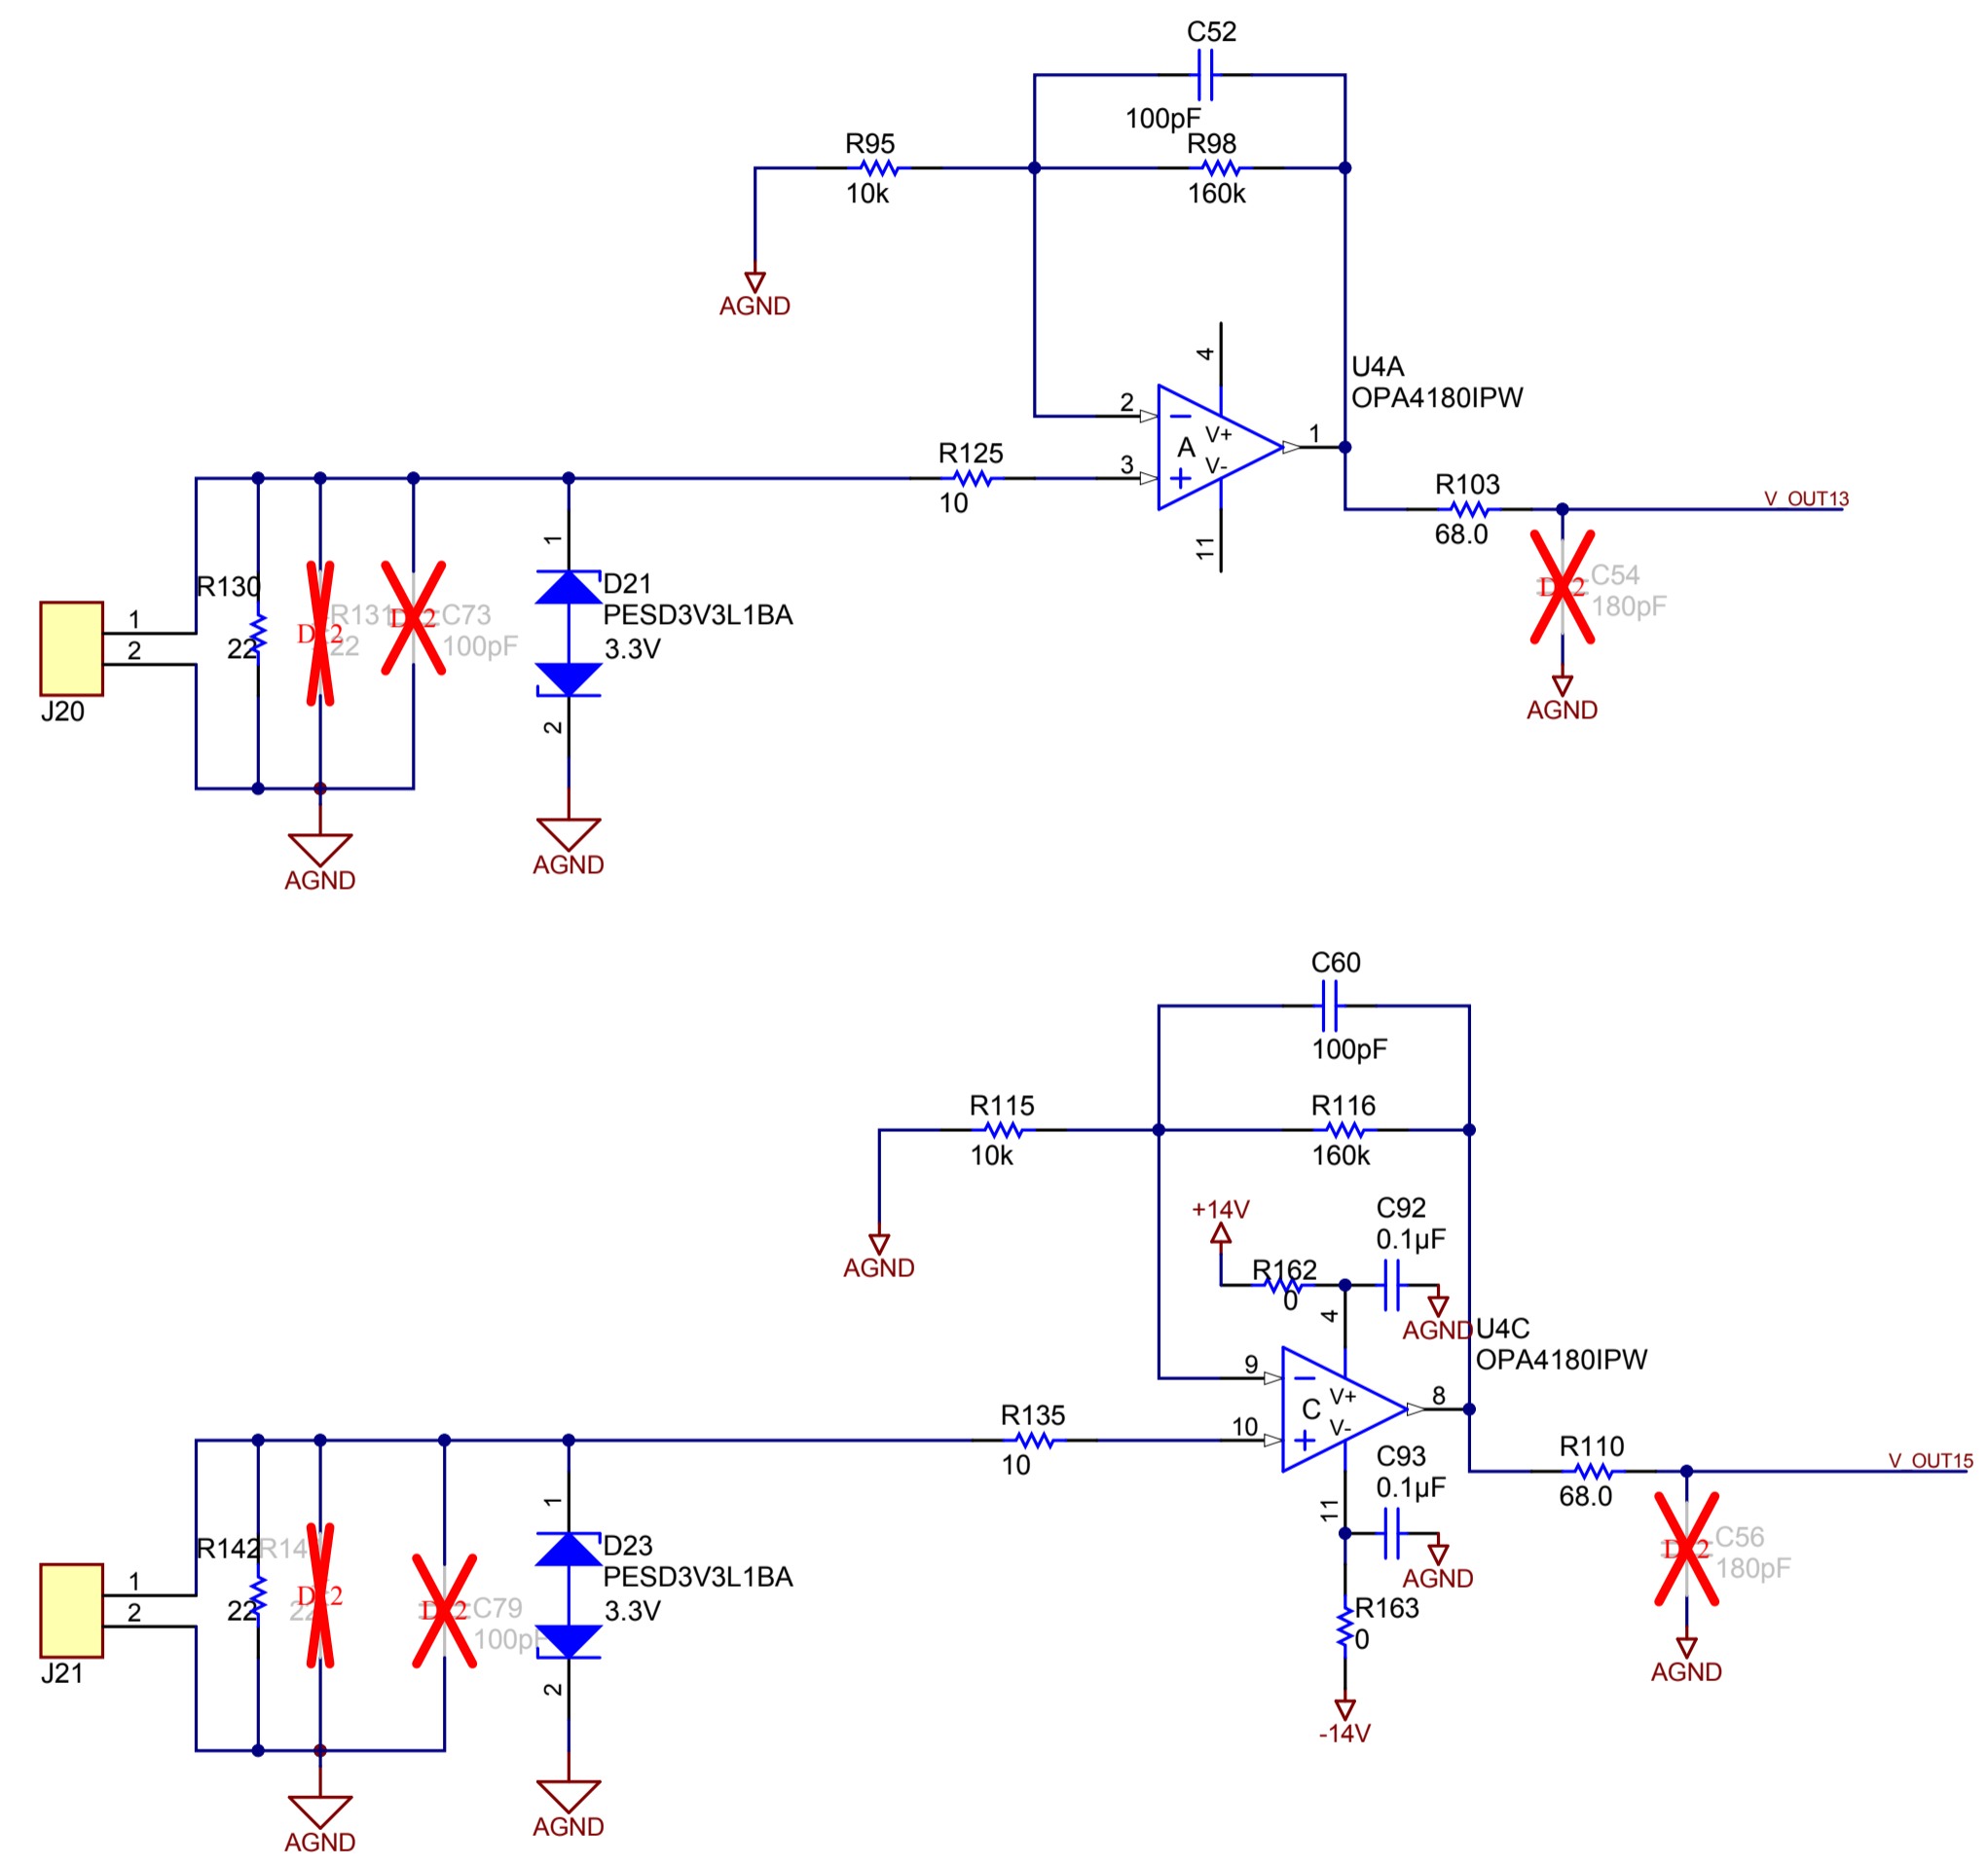 C52
100pF
R95
10k
R98
160k
AGND
4
U4A
OPA4180IPW
2
V+
A
1
R125
10
3
V-
11
R103
68.0
V_OUT13
C54
180pF
AGND
R130
22
R131
22
C73
100pF
1
D21
PESD3V3L1BA
3.3V
2
1
2
J20
AGND
AGND
C60
100pF
R115
10k
R116
160k
AGND
+14V
C92
0.1µF
R162
0
4
AGND
U4C
OPA4180IPW
9
V+
C
8
R135
10
10
V-
11
C93
0.1µF
AGND
R163
0
-14V
R110
68.0
V_OUT15
C56
180pF
AGND
R142
22
C79
100pF
1
D23
PESD3V3L1BA
3.3V
2
1
2
J21
AGND
AGND